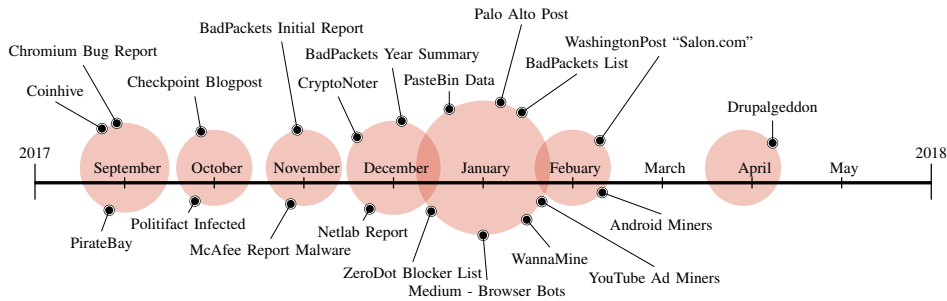 Palo Alto Post
BadPackets Initial Report
WashingtonPost “Salon.com”
Chromium Bug Report
BadPackets Year Summary
BadPackets List
Coinhive
Checkpoint Blogpost
CryptoNoter
PasteBin Data
Drupalgeddon
2017
2018
September
October
November
December
January
Febuary
March
April
May
PirateBay
Politifact Infected
McAfee Report Malware
Netlab Report
Android Miners
ZeroDot Blocker List
WannaMine
YouTube Ad Miners
Medium - Browser Bots